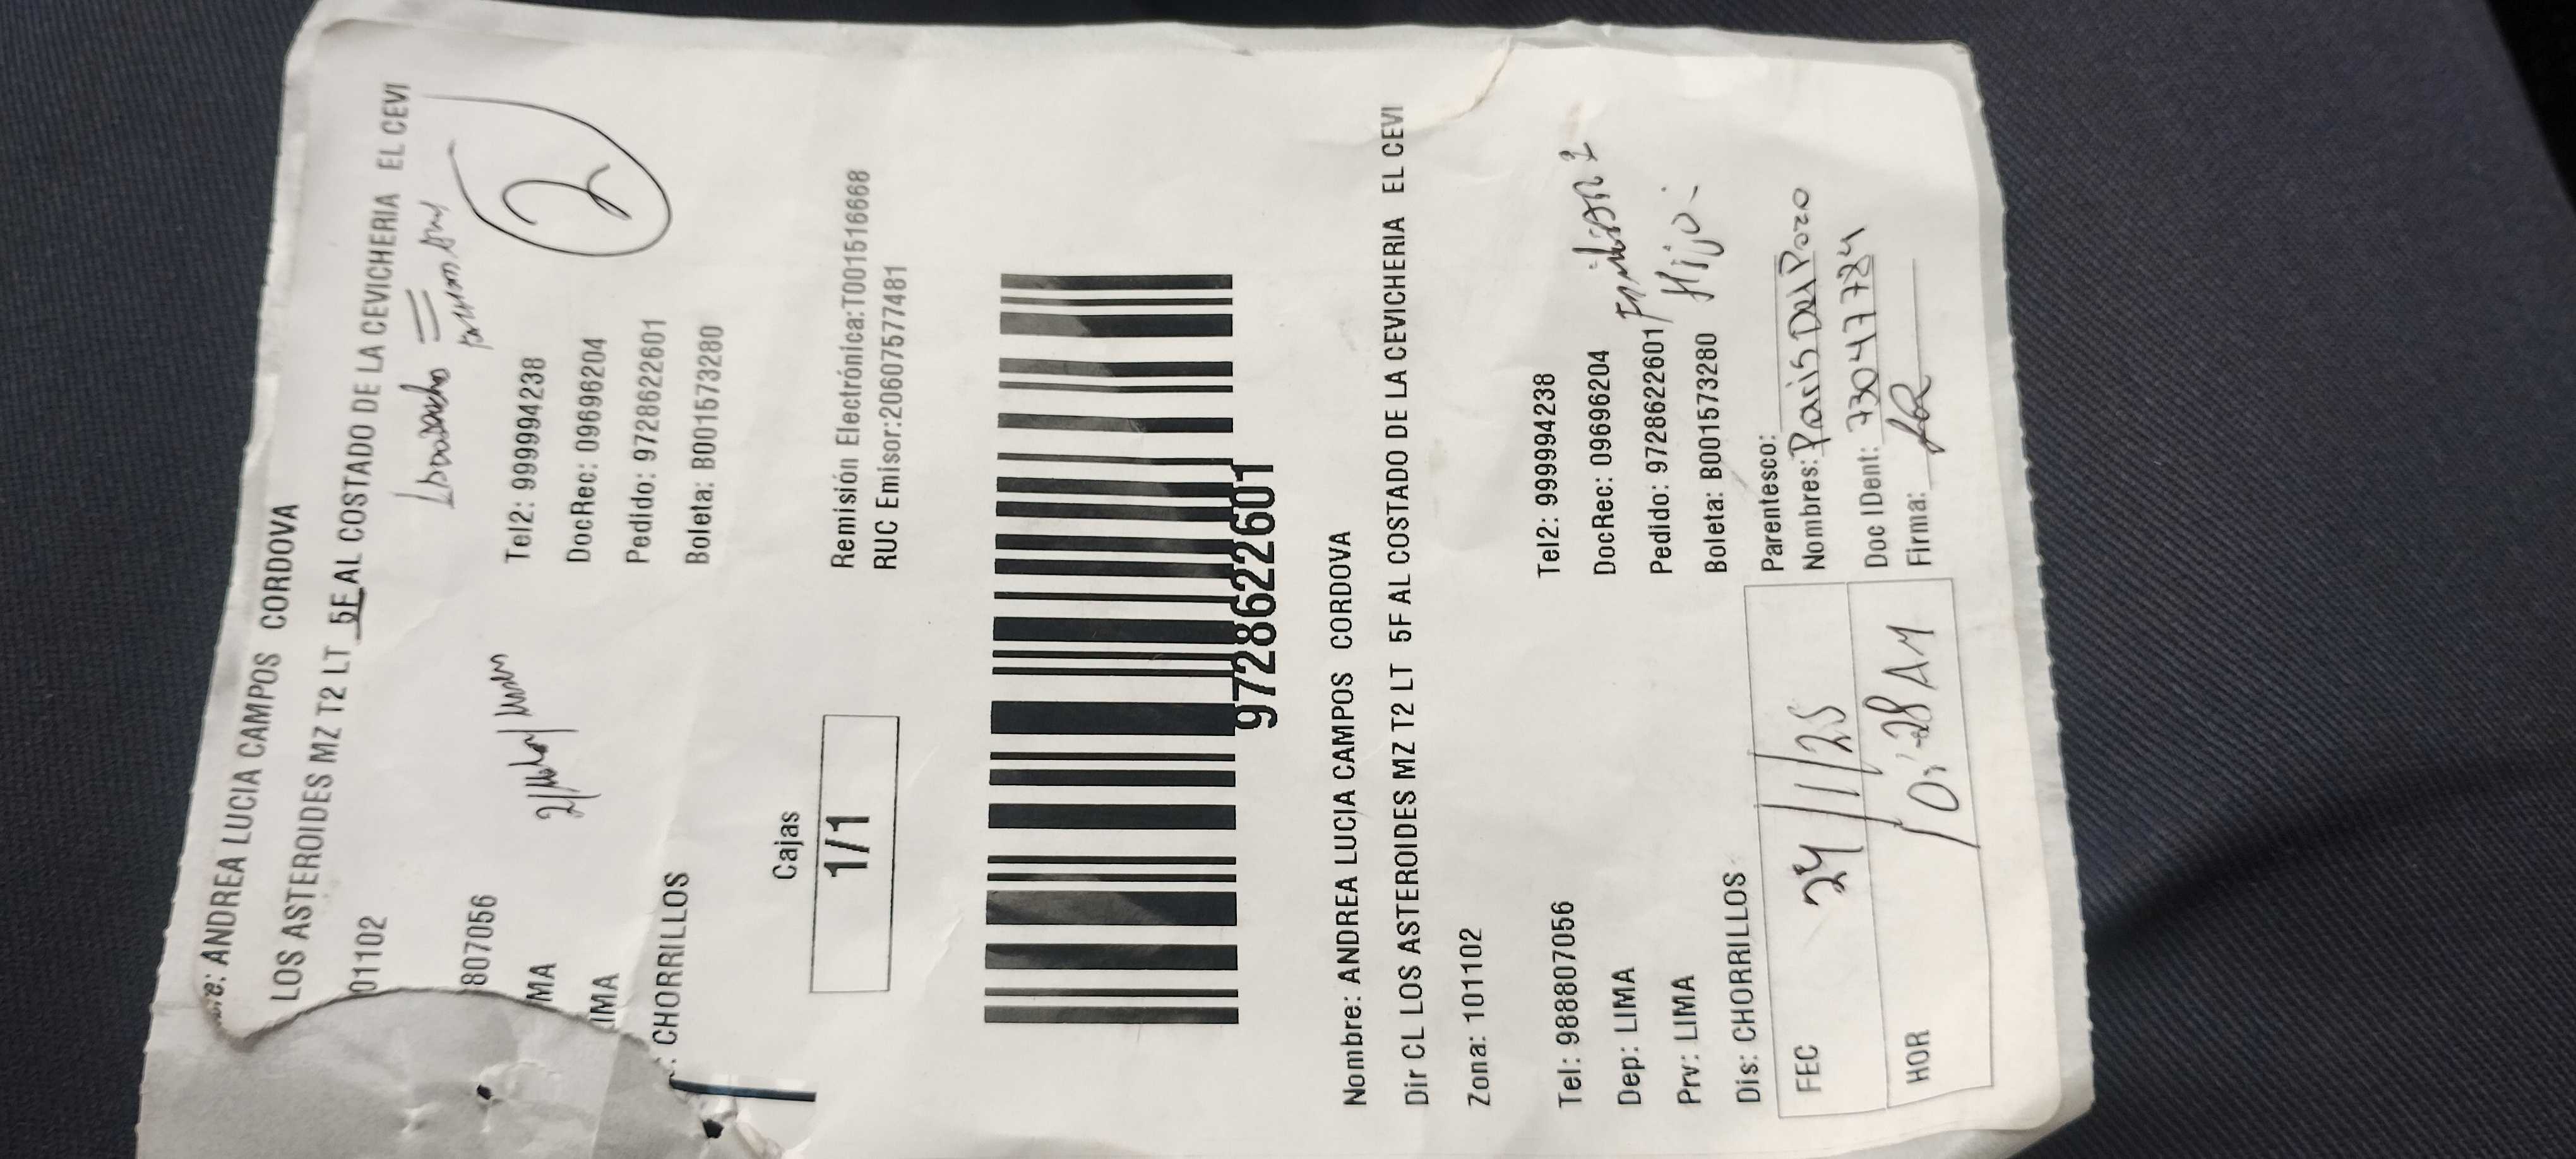 e: ANDREA LUCIA CAMPOS CORDOVA
LOS ASTEROIDES MZ T2 LT 5F AL COSTADO DE LA CEVICHERIA EL CEVI
01102
2
807056 Tel2: 999994238
MA DocRec: 09696204
IMA Pedido: 9728622601
: CHORRILLOS Boleta: B001573280
Cajas
1/1
Remisión Electrónica:T001516668
RUC Emisor:20607577481
9728622601
Nombre: ANDREA LUCIA CAMPOS CORDOVA
Dir CL LOS ASTEROIDES MZ T2 LT 5F AL COSTADO DE LA CEVICHERIA EL CEVI
Zona: 101102
Tel: 988807056 Tel2: 999994238
Dep: LIMA DocRec: 09696204
Prv: LIMA Pedido: 9728622601
Hijo.
Dis: CHORRILLOS Boleta: B001573280
Parentesco:
FEC 24/1/25 Nombres: Paris Del Pozo
Doc IDent: 73047784
HOR 10:28 AM Firma: